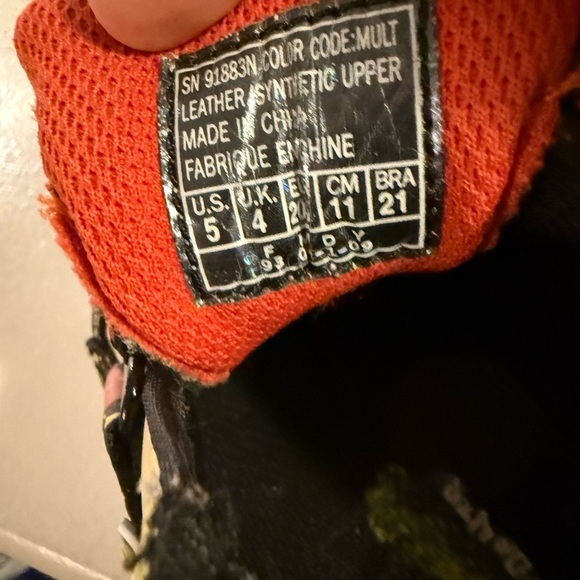 SN 91883N COLOR CODE:MULT
LEATHER/SYNTHETIC UPPER
MADE IN CHINA
FABRIQUE EN CHINE
U.S. U.K. CM BRA
5 4 11 21
F D Y
93